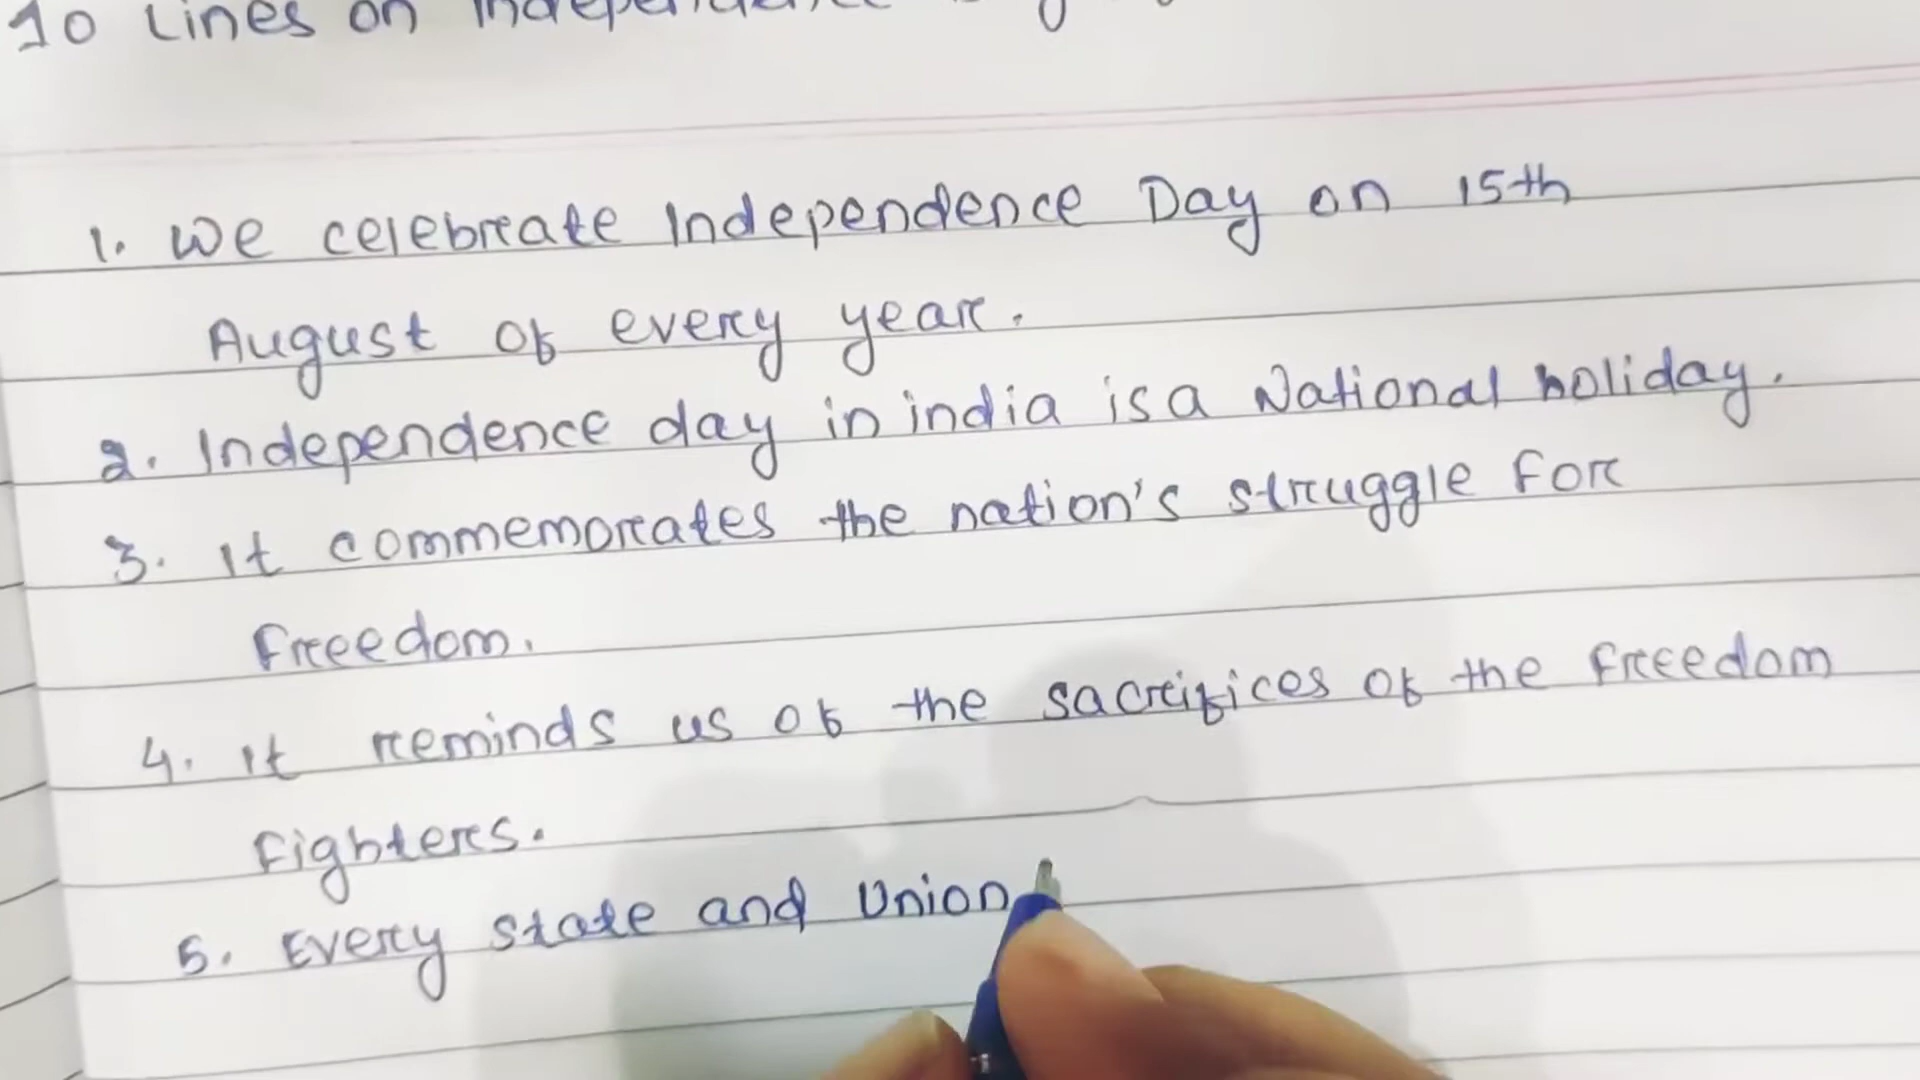 10 Lines on Independence
1. We celebrate Independence Day on 15th
August of every year.
2. Independence day in india is a National holiday.
3. It commemorates the nation's struggle For
Freedom.
4. It reminds us of the sacrifices of the Freedom
Fighters.
5. Every state and Union